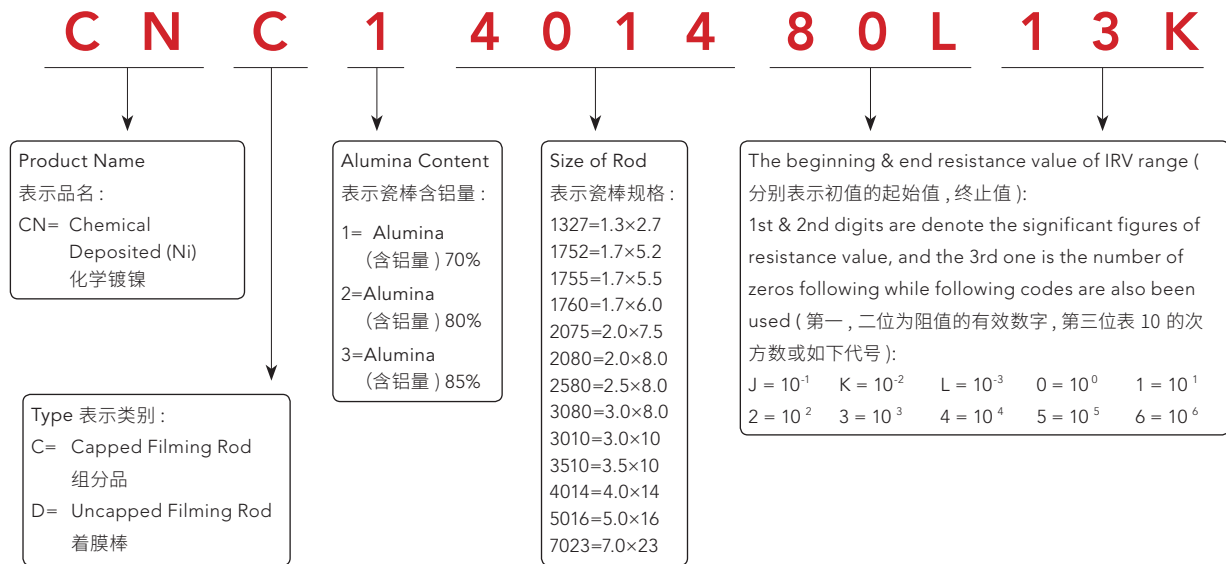 C N C 1 4 0 1 4 8 0 L 1 3 K
Product Name
表示品名 :
CN= Chemical
Deposited (Ni)
化学镀镍
Type 表示类别 :
C= Capped Filming Rod
组分品
D= Uncapped Filming Rod
着膜棒
Alumina Content
表示瓷棒含铝量 :
1= Alumina
(含铝量 ) 70%
2=Alumina
(含铝量 ) 80%
3=Alumina
(含铝量 ) 85%
Size of Rod
表示瓷棒规格 :
1327=1.3×2.7
1752=1.7×5.2
1755=1.7×5.5
1760=1.7×6.0
2075=2.0×7.5
2080=2.0×8.0
2580=2.5×8.0
3080=3.0×8.0
3010=3.0×10
3510=3.5×10
4014=4.0×14
5016=5.0×16
7023=7.0×23
The beginning & end resistance value of IRV range (
分别表示初值的起始值 , 终止值 ):
1st & 2nd digits are denote the significant figures of
resistance value, and the 3rd one is the number of
zeros following while following codes are also been
used ( 第一 , 二位为阻值的有效数字 , 第三位表 10 的次
方数或如下代号 ):
J = 10⁻¹ K = 10⁻² L = 10⁻³ 0 = 10⁰ 1 = 10¹
2 = 10² 3 = 10³ 4 = 10⁴ 5 = 10⁵ 6 = 10⁶